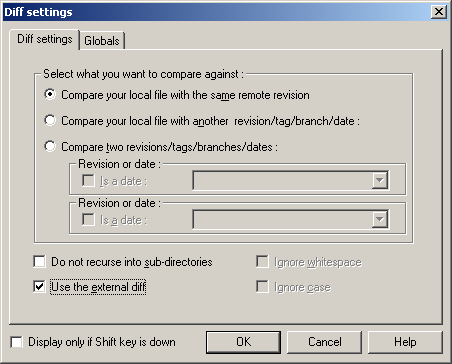 Diff settings
Diff settings Globals
Select what you want to compare against :
Compare your local file with the same remote revision
Compare your local file with another revision/tag/branch/date :
Compare two revisions/tags/branches/dates :
Revision or date :
Is a date :
Revision or date :
Is a date :
Do not recurse into sub-directories Ignore whitespace
Use the external diff Ignore case
Display only if Shift key is down OK Cancel Help